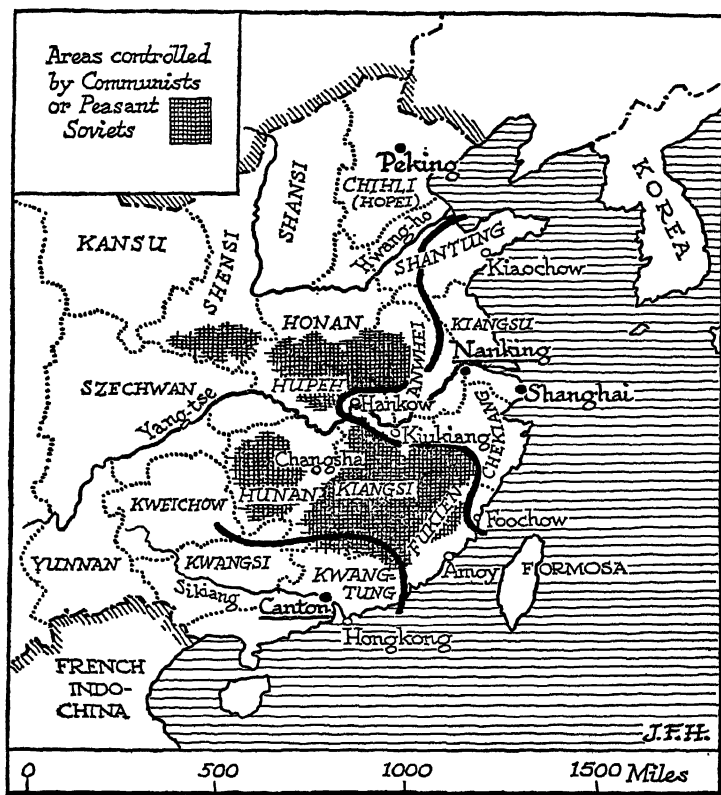 Areas controlled
by Communists
or Peasant
Soviets
Peking
CHIHLI
(HOPEI)
SHANSI
KOREA
KANSU
SHENSI
Hwang-ho
SHANTUNG
Kiaochow
HONAN
KIANGSU
ANWHEI
Nanking
SZECHWAN
HUPEH
Hankow
Shanghai
Yang-tse
Kiukiang
CHEKIANG
Changsha
HUNAN
KIANGSI
KWEICHOW
FUKIEN
Foochow
YUNNAN
KWANGSI
KWANG-
TUNG
Amoy
FORMOSA
Sikiang
Canton
Hongkong
FRENCH
INDO-
CHINA
J.F.H.
0 500 1000 1500 Miles